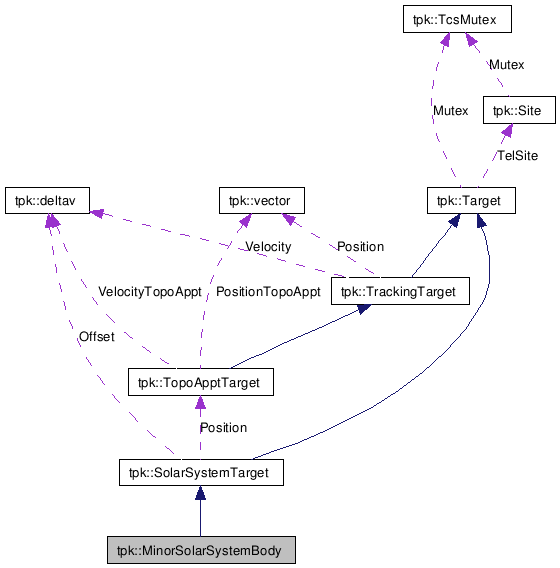 tpk::TcsMutex
Mutex
tpk::Site
Mutex
TelSite
tpk::deltav
tpk::vector
tpk::Target
Velocity
Position
tpk::TrackingTarget
VelocityTopoAppt
PositionTopoAppt
Offset
tpk::TopoApptTarget
Position
tpk::SolarSystemTarget
tpk::MinorSolarSystemBody